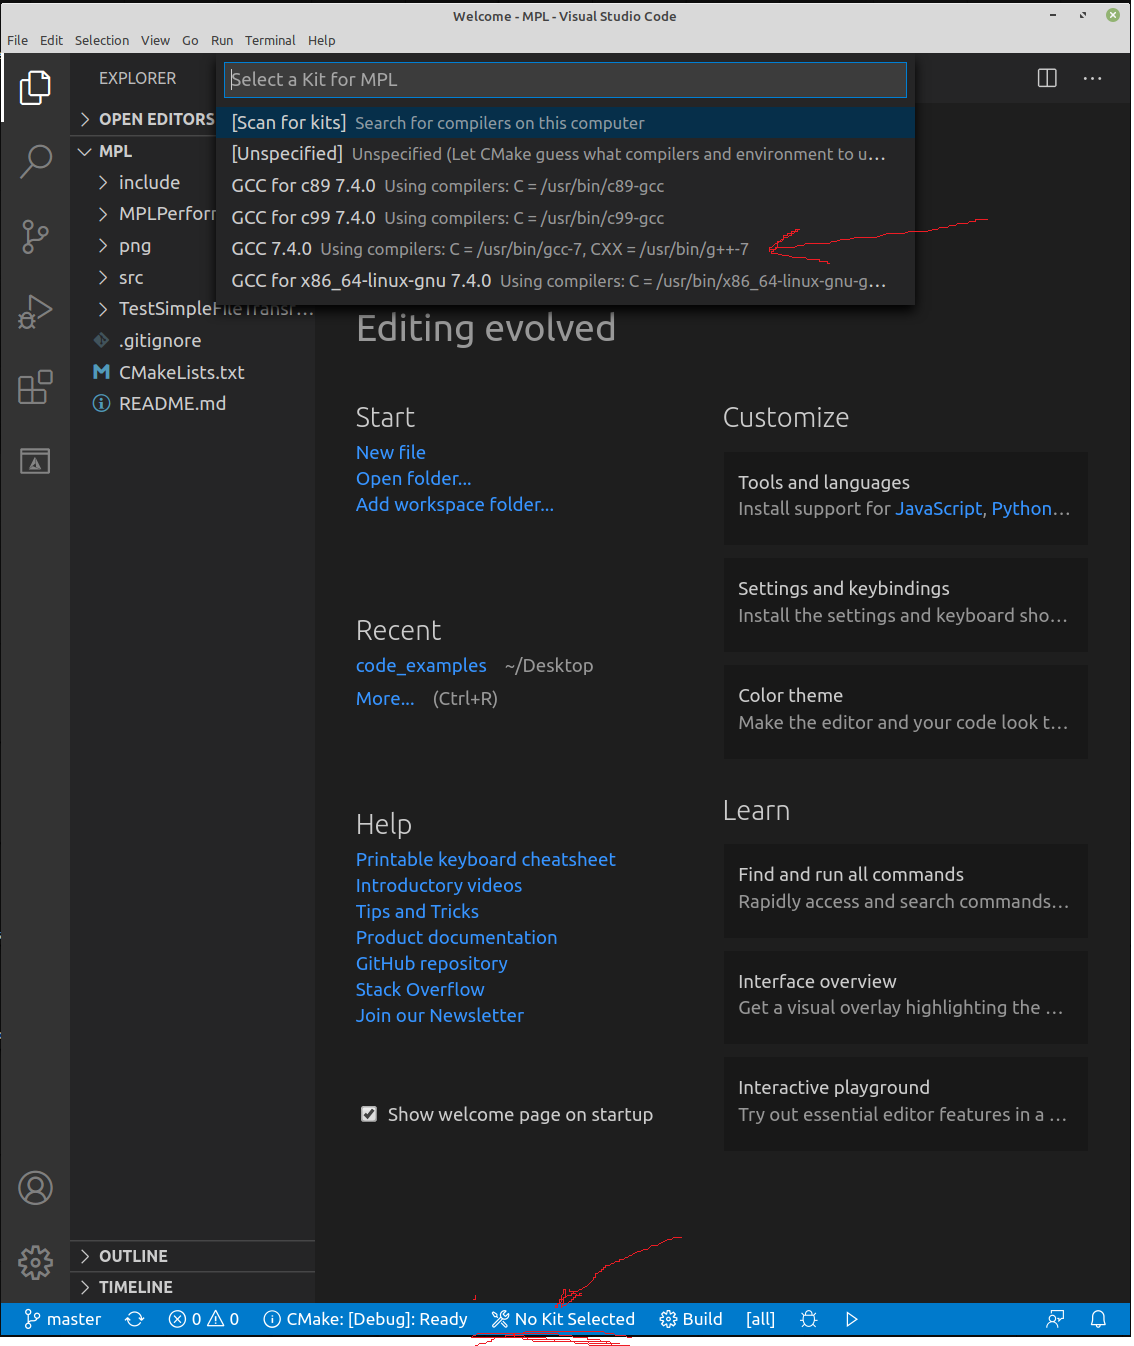 Welcome - MPL - Visual Studio Code
File Edit Selection View Go Run Terminal Help
EXPLORER
OPEN EDITORS
MPL
include
MPLPerforr
png
src
TestSimpleFileTransf...
.gitignore
CMakeLists.txt
README.md
OUTLINE
TIMELINE
Select a Kit for MPL
[Scan for kits] Search for compilers on this computer
[Unspecified] Unspecified (Let CMake guess what compilers and environment to u...
GCC for c89 7.4.0 Using compilers: C = /usr/bin/c89-gcc
GCC for c99 7.4.0 Using compilers: C = /usr/bin/c99-gcc
GCC 7.4.0 Using compilers: C = /usr/bin/gcc-7, CXX = /usr/bin/g++-7
GCC for x86_64-linux-gnu 7.4.0 Using compilers: C = /usr/bin/x86_64-linux-gnu-g...
Editing evolved
Start
New file
Open folder...
Add workspace folder...
Recent
code_examples ~/Desktop
More... (Ctrl+R)
Help
Printable keyboard cheatsheet
Introductory videos
Tips and Tricks
Product documentation
GitHub repository
Stack Overflow
Join our Newsletter
Show welcome page on startup
Customize
Tools and languages
Install support for JavaScript, Python...
Settings and keybindings
Install the settings and keyboard sho...
Color theme
Make the editor and your code look t...
Learn
Find and run all commands
Rapidly access and search commands...
Interface overview
Get a visual overlay highlighting the ...
Interactive playground
Try out essential editor features in a ...
master 0 0 CMake: [Debug]: Ready No Kit Selected Build [all]